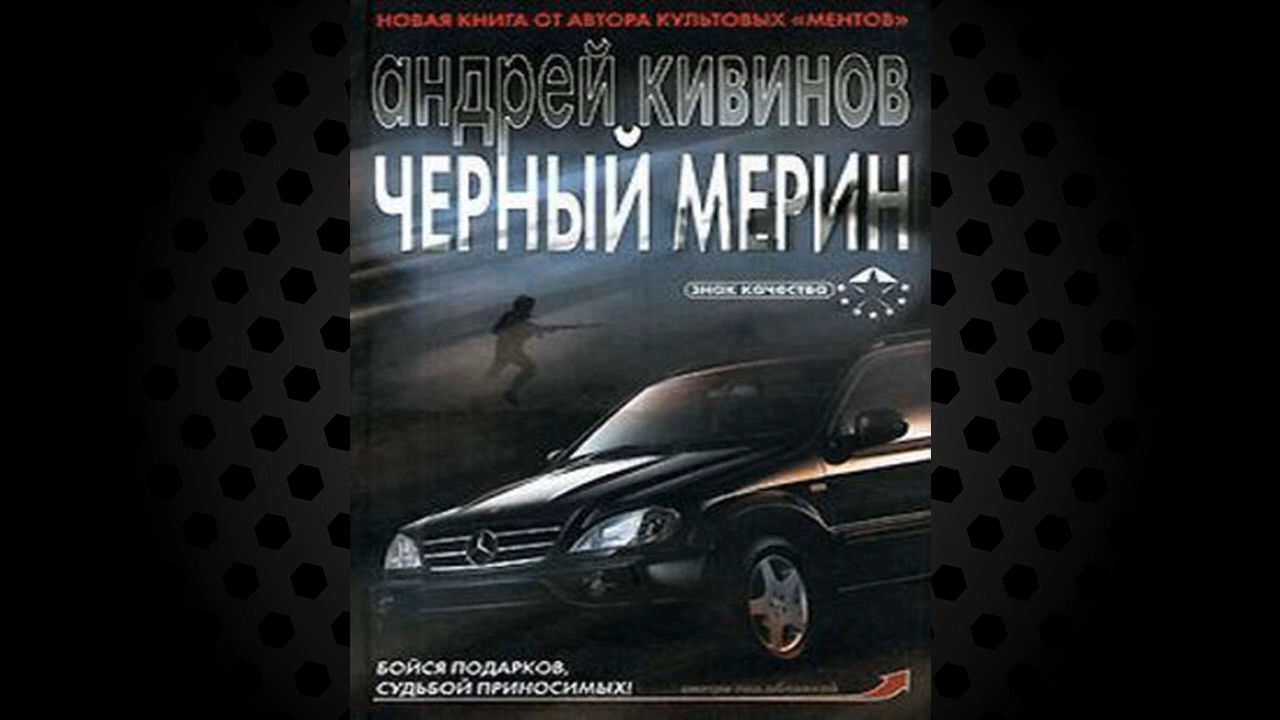 НОВАЯ КНИГА ОТ АВТОРА КУЛЬТОВЫХ «МЕНТОВ»
андрей кивинов
ЧЕРНЫЙ МЕРИН
знак качества
БОЙСЯ ПОДАРКОВ,
СУДЬБОЙ ПРИНОСИМЫХ!